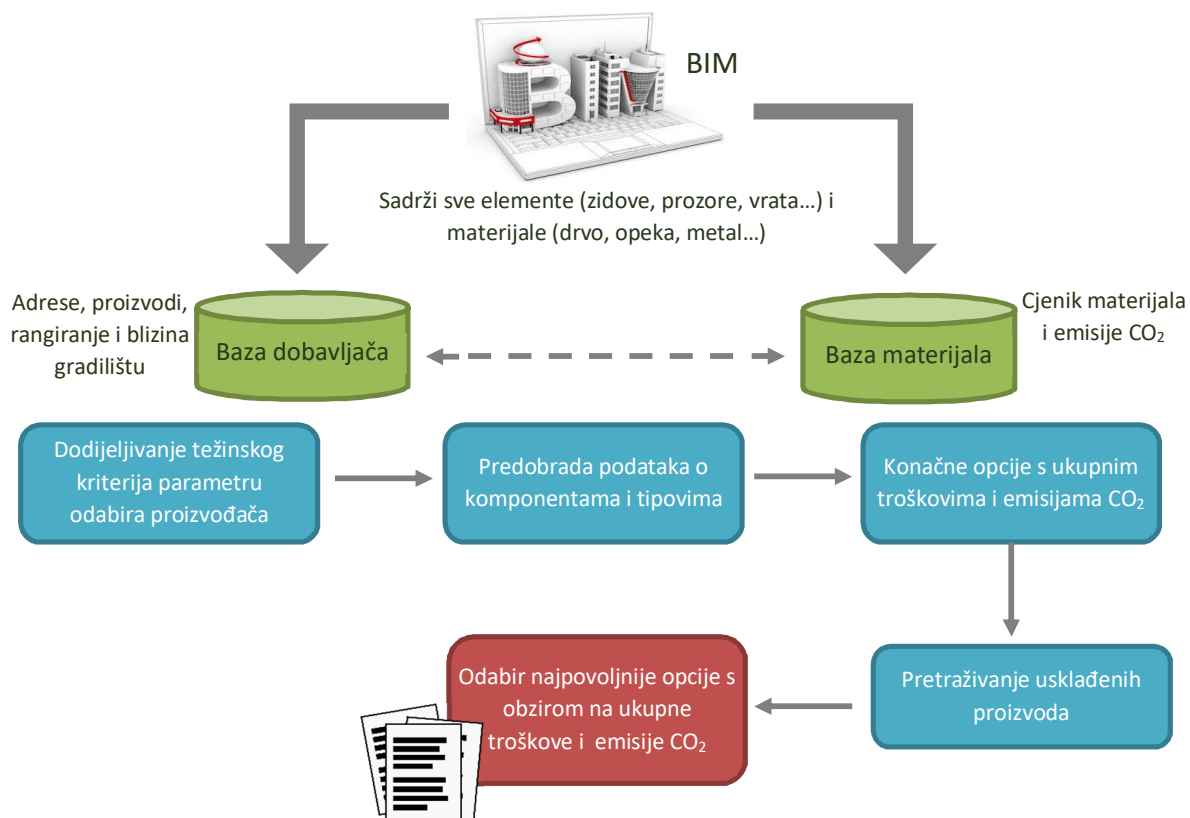 BIM
Sadrži sve elemente (zidove, prozore, vrata…) i
materijale (drvo, opeka, metal…)
Adrese, proizvodi,
rangiranje i blizina
gradilištu
Baza dobavljača
Baza materijala
Cjenik materijala
i emisije CO₂
Dodijeljivanje težinskog
kriterija parametru
odabira proizvođača
Predobrada podataka o
komponentama i tipovima
Konačne opcije s ukupnim
troškovima i emisijama CO₂
Pretraživanje usklađenih
proizvoda
Odabir najpovoljnije opcije s
obzirom na ukupne
troškove i  emisije CO₂